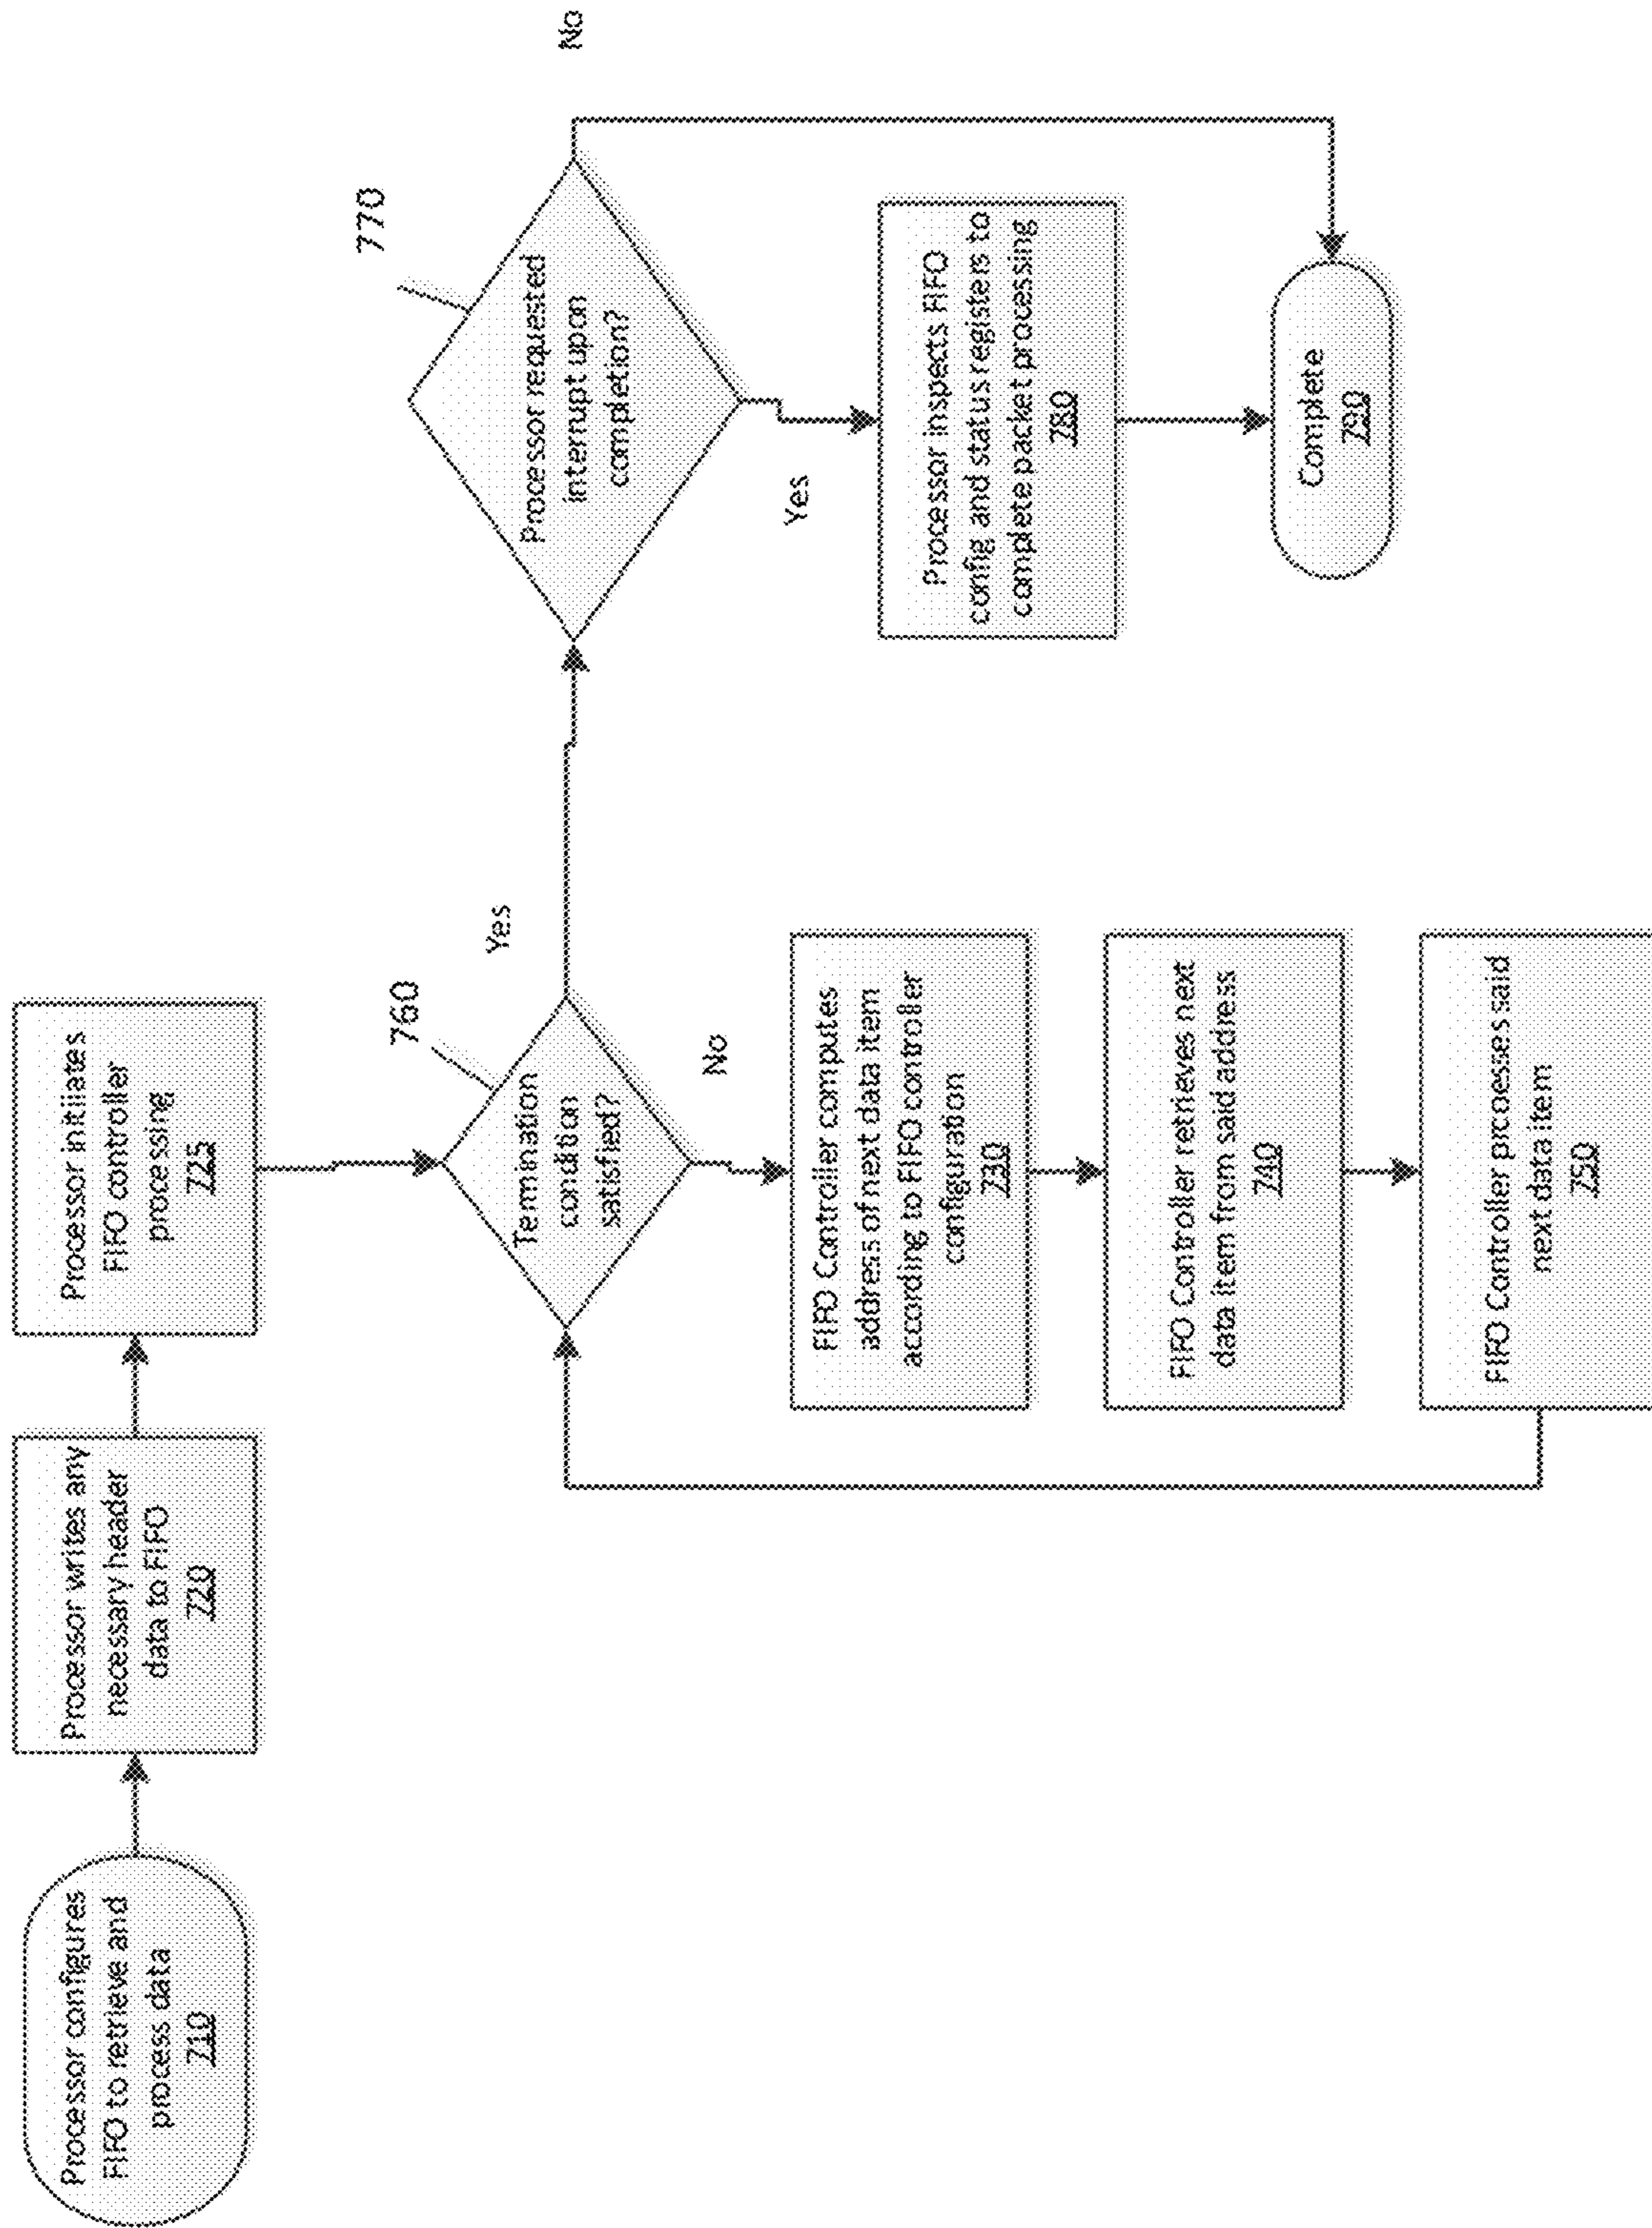 Processor configures
FIFO to retrieve and
process data
710
Processor writes any
necessary header
data to FIFO
720
Processor initiates
FIFO controller
processing
725
760
Termination
condition
satisfied?
Yes
No
FIFO Controller computes
address of next data item
according to FIFO controller
configuration
730
FIFO Controller retrieves next
data item from said address
740
FIFO Controller processes said
next data item
750
770
Processor requested
interrupt upon
completion?
No
Yes
Processor inspects FIFO
config and status registers to
complete packet processing
780
Complete
790